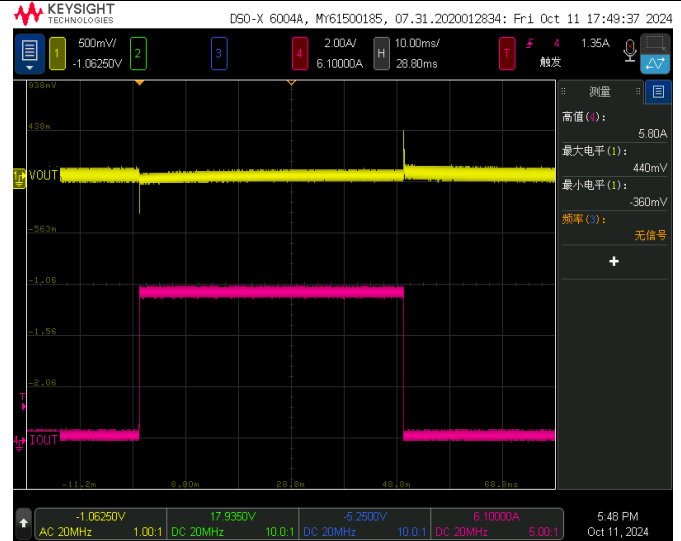 KEYSIGHT
TECHNOLOGIES
DSO-X 6004A, MY61500185, 07.31.2020012834: Fri Oct 11 17:49:37 2024
1 500mV/ -1.06250V 2 3 4 2.00A/ 6.10000A H 10.00ms/ 28.80ms T 4 1.35A 触发
测量
938mV
高值(4):
5.80A
438m
最大电平(1):
440mV
1 VOUT
最小电平(1):
-360mV
频率(3):
无信号
-563m
+
-1.06
-1.56
-2.06
T
4 IOUT
-11.2m 8.80m 28.8m 48.8m 68.8ms
-1.06250V 17.9350V -5.2500V 6.10000A
AC 20MHz 1.00:1 DC 20MHz 10.0:1 DC 20MHz 10.0:1 DC 20MHz 5.00:1
5:48 PM
Oct 11, 2024